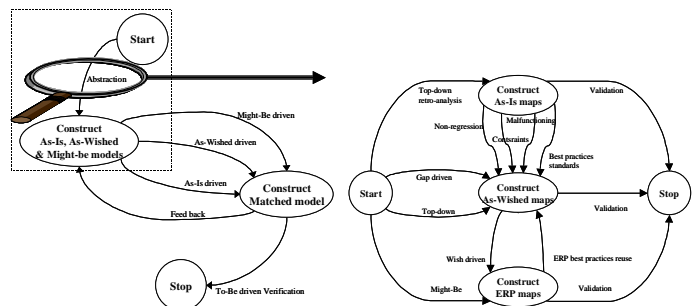 Start
Abstraction
Construct
As-Is, As-Wished
& Might-be models
Might-Be driven
As-Wished driven
As-Is driven
Construct
Matched model
Feed back
Stop
To-Be driven Verification
Top-down
retro-analysis
Construct
As-Is maps
Validation
Non-regression
Malfunctioning
Contsraints
Best practices
standards
Start
Gap driven
Construct
As-Wished maps
Stop
Top-down
Validation
Wish driven
ERP best practices reuse
Might-Be
Construct
ERP maps
Validation